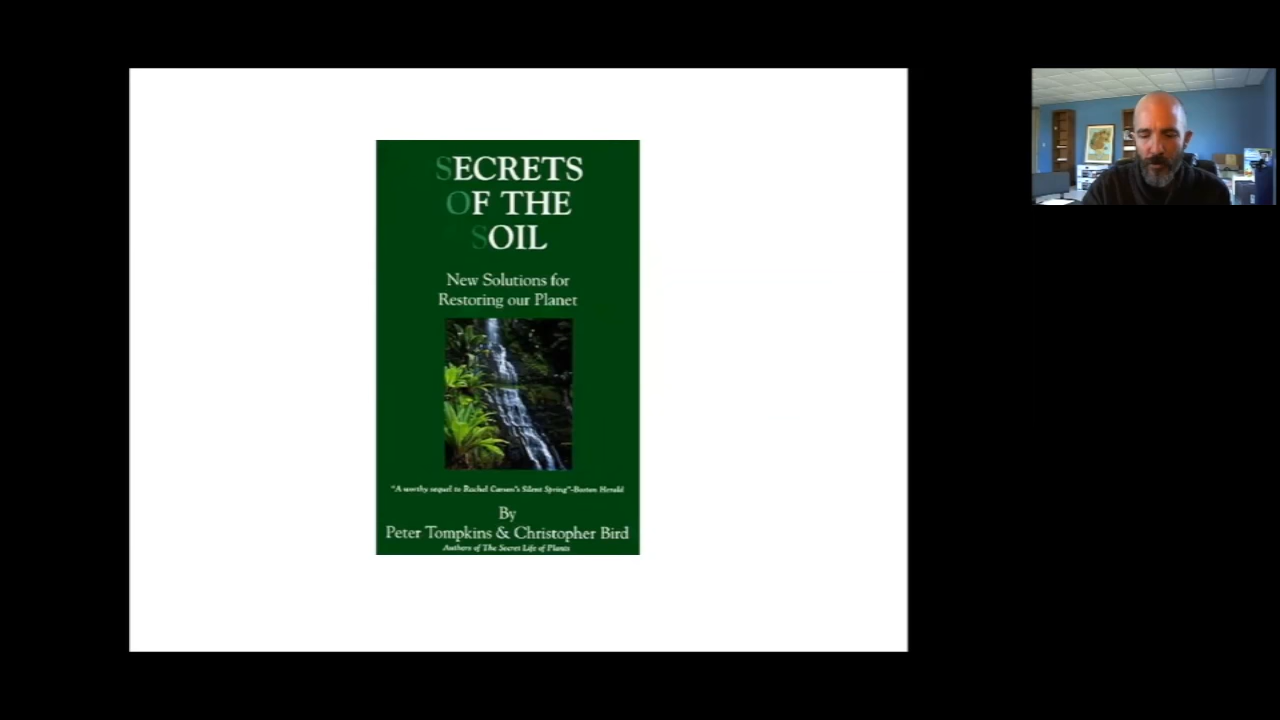 SECRETS
OF THE
SOIL
New Solutions for
Restoring our Planet
"A worthy sequel to Rachel Carson's Silent Spring"-Boston Herald
By
Peter Tompkins & Christopher Bird
Authors of The Secret Life of Plants